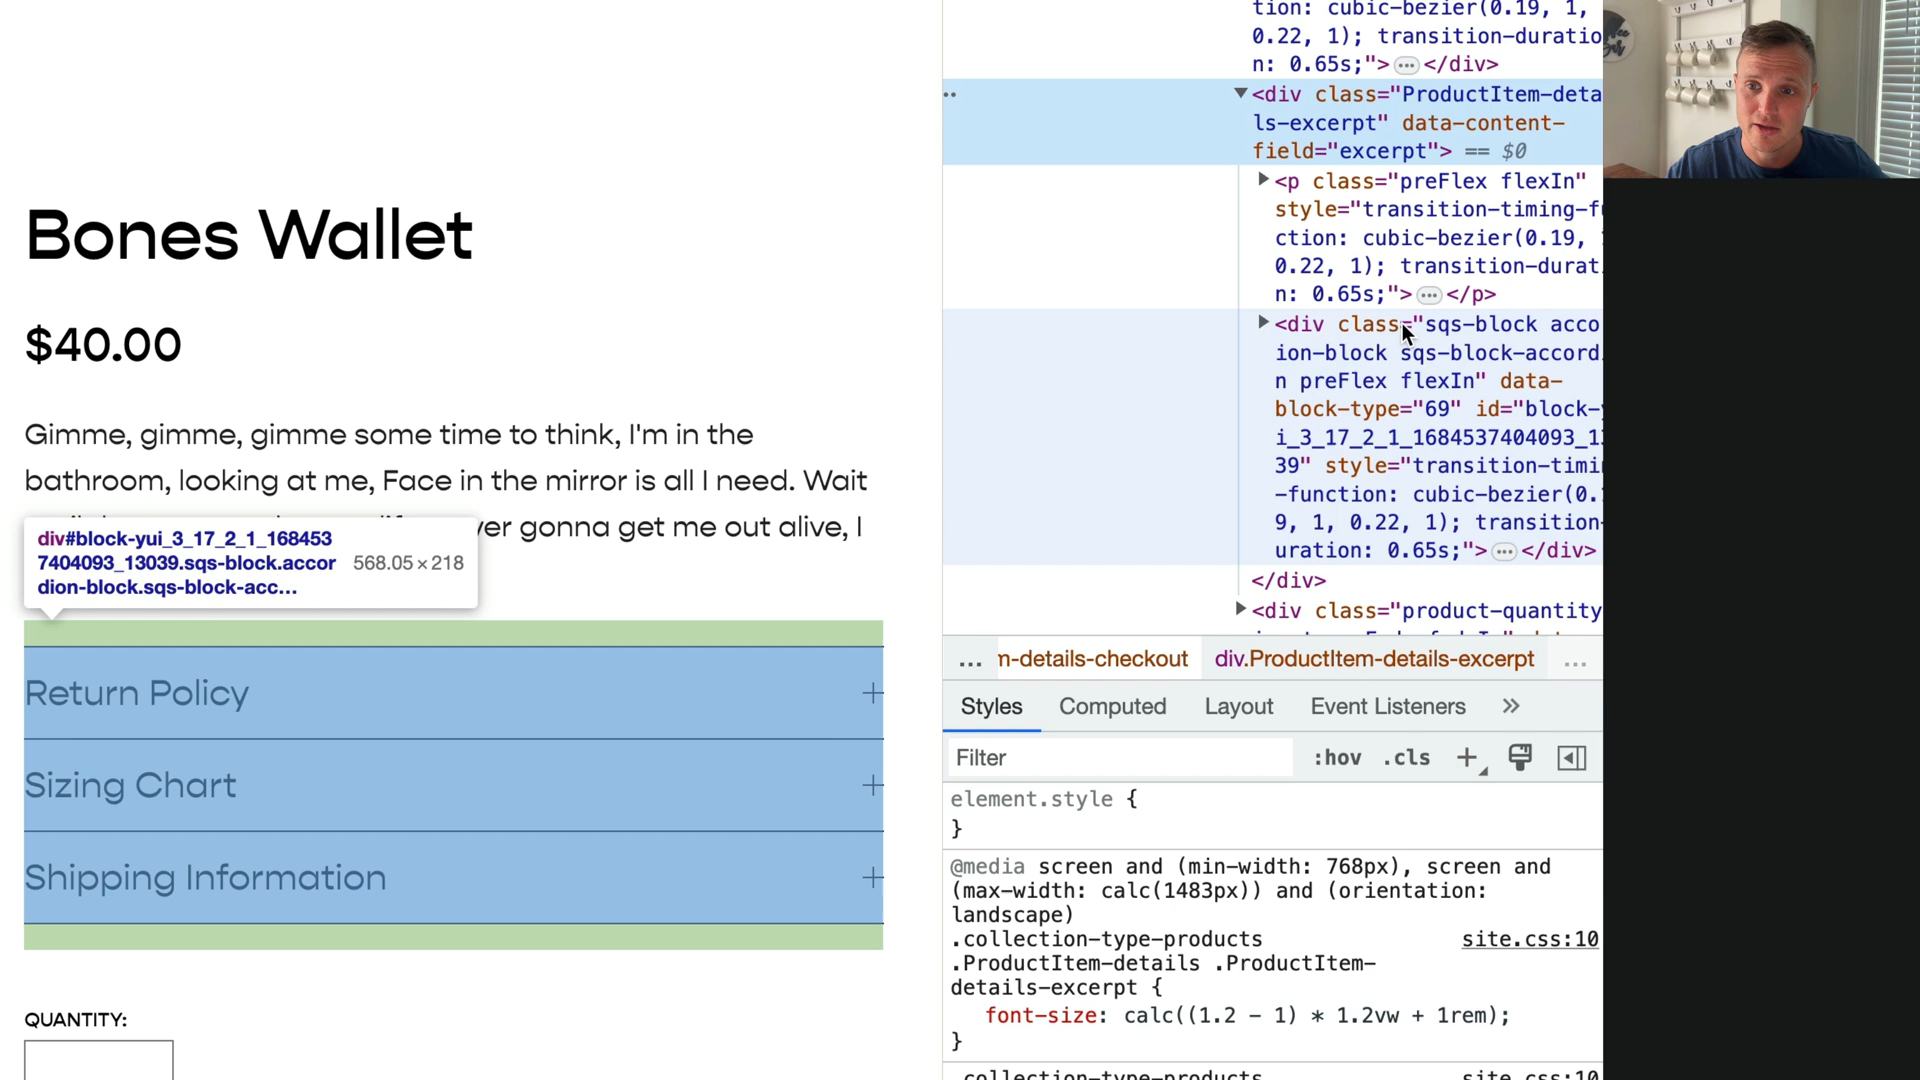 Bones Wallet
$40.00
Gimme, gimme, gimme some time to think, I'm in the
bathroom, looking at me, Face in the mirror is all I need. Wait
ver gonna get me out alive, I
div#block-yui_3_17_2_1_168453
7404093_13039.sqs-block.accor
dion-block.sqs-block-acc...
568.05 × 218
Return Policy
Sizing Chart
Shipping Information
QUANTITY:
tion: cubic-bezier(0.19, 1,
0.22, 1); transition-duratio
n: 0.65s;"> </div>
<div class="ProductItem-deta
ls-excerpt" data-content-
field="excerpt"> == $0
<p class="preFlex flexIn"
style="transition-timing-f
ction: cubic-bezier(0.19,
0.22, 1); transition-durat
n: 0.65s;"> </p>
<div class="sqs-block acco
ion-block sqs-block-accord
n preFlex flexIn" data-
block-type="69" id="block-
i_3_17_2_1_1684537404093_1
39" style="transition-timi
-function: cubic-bezier(0.
9, 1, 0.22, 1); transition-
uration: 0.65s;"> </div>
</div>
<div class="product-quantity
... m-details-checkout div.ProductItem-details-excerpt ...
Styles Computed Layout Event Listeners »
Filter :hov .cls +
element.style {
}
@media screen and (min-width: 768px), screen and
(max-width: calc(1483px)) and (orientation:
landscape)
.collection-type-products site.css:10
.ProductItem-details .ProductItem-
details-excerpt {
font-size: calc((1.2 - 1) * 1.2vw + 1rem);
}
.collection-type-products site.css:10